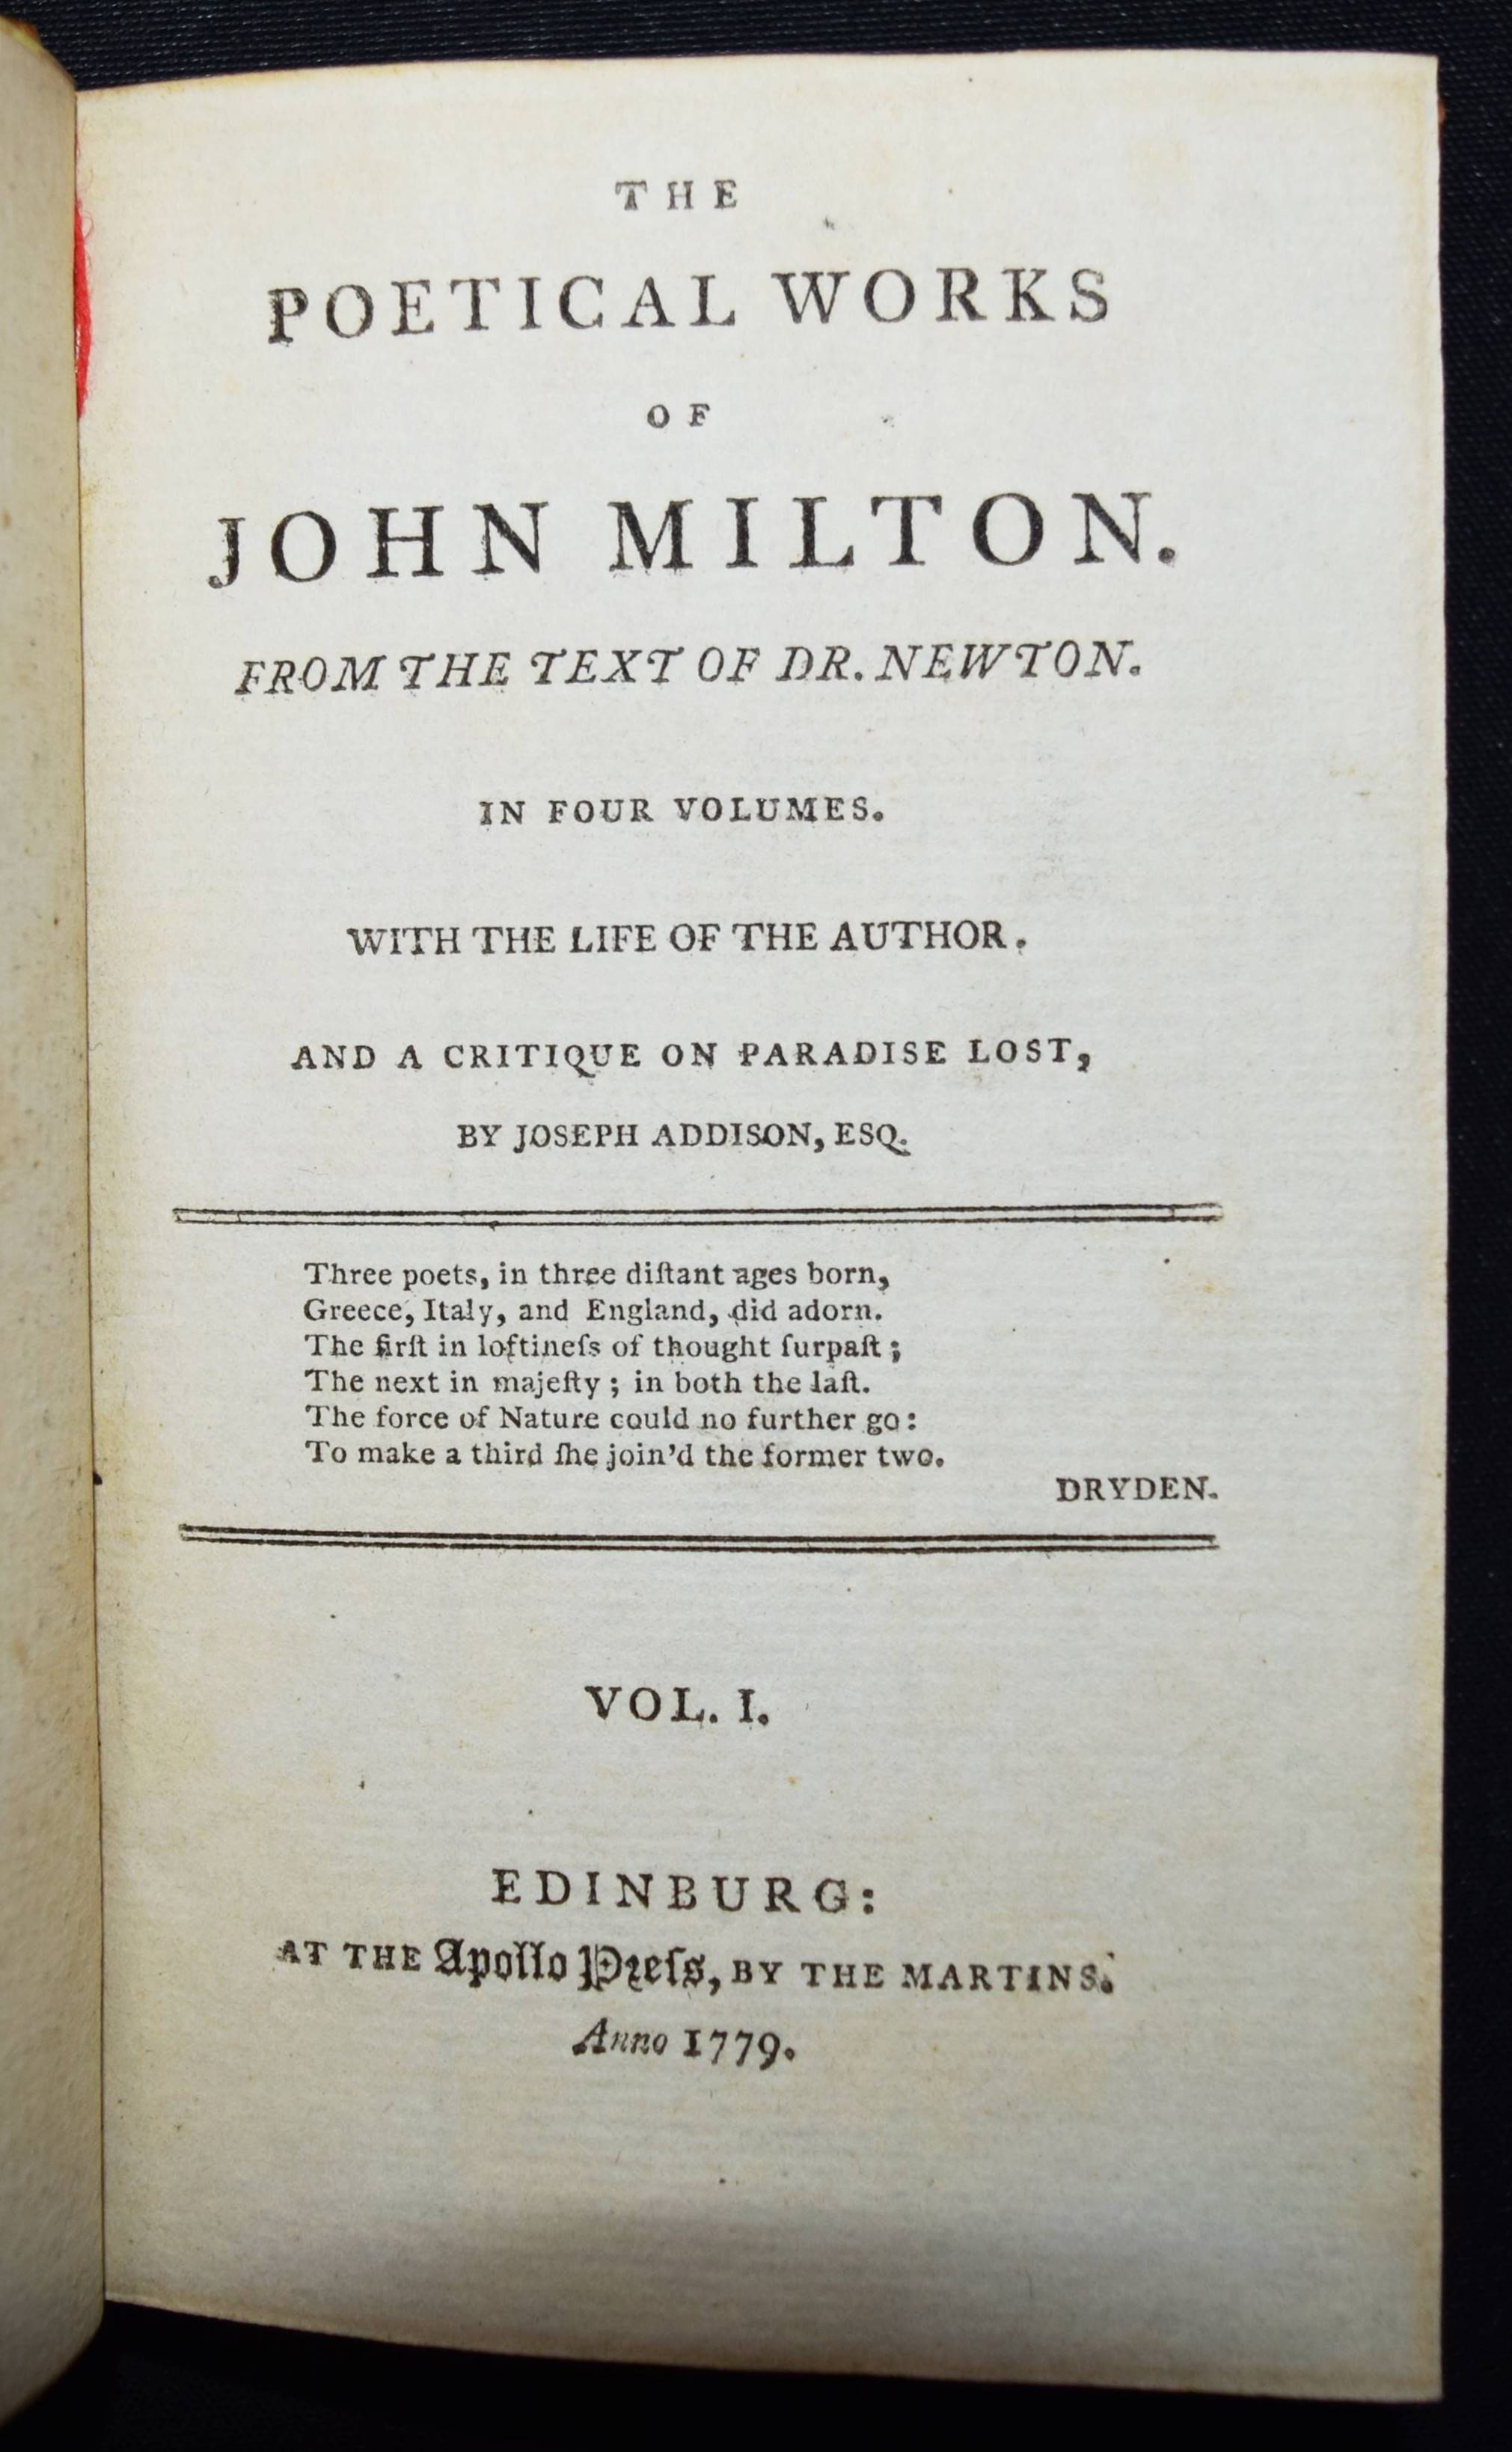 THE
POETICAL WORKS
OF
JOHN MILTON.
FROM THE TEXT OF DR. NEWTON.
IN FOUR VOLUMES.
WITH THE LIFE OF THE AUTHOR.
AND A CRITIQUE ON PARADISE LOST,
BY JOSEPH ADDISON, ESQ.
Three poets, in three diſtant ages born,
Greece, Italy, and England, did adorn.
The firſt in loftineſs of thought ſurpaſt;
The next in majeſty; in both the laſt.
The force of Nature could no further go:
To make a third ſhe join'd the former two.
DRYDEN.
VOL. I.
EDINBURG:
AT THE Apollo Preſs, BY THE MARTINS.
Anno 1779.